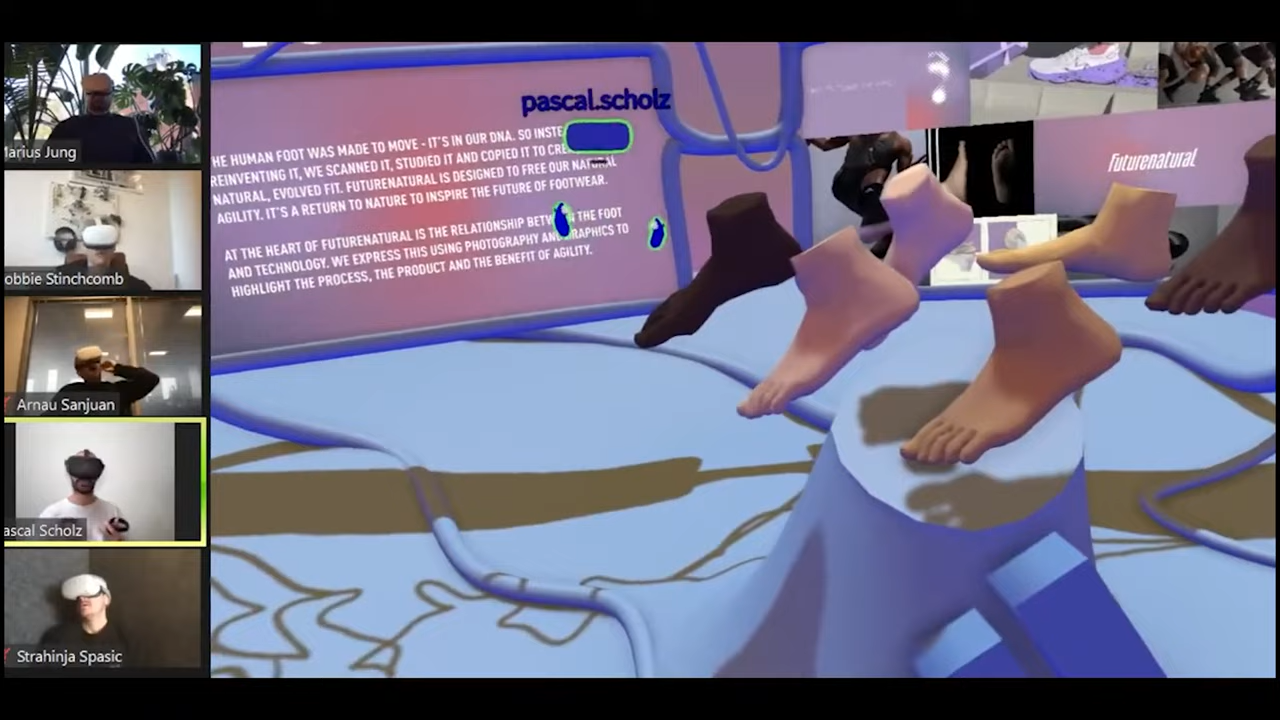 Marius Jung
obbie Stinchcomb
Arnau Sanjuan
ascal Scholz
Strahinja Spasic
pascal.scholz
HE HUMAN FOOT WAS MADE TO MOVE - IT'S IN OUR DNA. SO INSTE
REINVENTING IT, WE SCANNED IT, STUDIED IT AND COPIED IT TO CRE
NATURAL, EVOLVED FIT. FUTURENATURAL IS DESIGNED TO FREE OUR NATURAL
AGILITY. IT'S A RETURN TO NATURE TO INSPIRE THE FUTURE OF FOOTWEAR.
AT THE HEART OF FUTURENATURAL IS THE RELATIONSHIP BETW N THE FOOT
AND TECHNOLOGY. WE EXPRESS THIS USING PHOTOGRAPHY AND GRAPHICS TO
HIGHLIGHT THE PROCESS, THE PRODUCT AND THE BENEFIT OF AGILITY.
Futurenatural